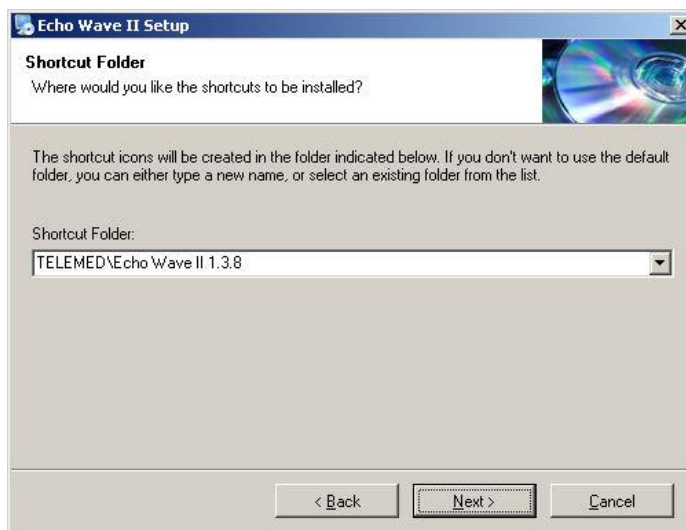 Echo Wave II Setup
Shortcut Folder
Where would you like the shortcuts to be installed?
The shortcut icons will be created in the folder indicated below. If you don't want to use the default
folder, you can either type a new name, or select an existing folder from the list.
Shortcut Folder:
TELEMED\Echo Wave II 1.3.8
< Back
Next >
Cancel